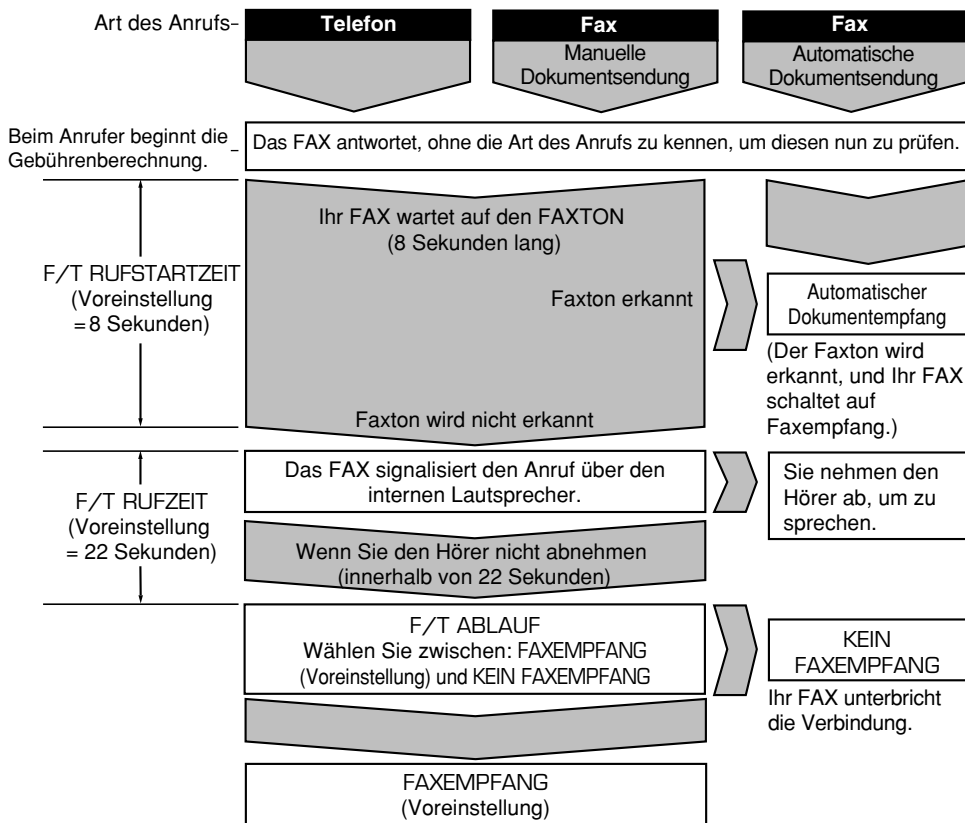 Art des Anrufs-
Telefon
Fax
Manuelle
Dokumentsendung
Fax
Automatische
Dokumentsendung
Beim Anrufer beginnt die
Gebührenberechnung.
Das FAX antwortet, ohne die Art des Anrufs zu kennen, um diesen nun zu prüfen.
F/T RUFSTARTZEIT
(Voreinstellung
=8 Sekunden)
Ihr FAX wartet auf den FAXTON
(8 Sekunden lang)
Faxton erkannt
Faxton wird nicht erkannt
Automatischer
Dokumentempfang
(Der Faxton wird
erkannt, und Ihr FAX
schaltet auf
Faxempfang.)
F/T RUFZEIT
(Voreinstellung
= 22 Sekunden)
Das FAX signalisiert den Anruf über den
internen Lautsprecher.
Sie nehmen den
Hörer ab, um zu
sprechen.
Wenn Sie den Hörer nicht abnehmen
(innerhalb von 22 Sekunden)
F/T ABLAUF
Wählen Sie zwischen: FAXEMPFANG
(Voreinstellung) und KEIN FAXEMPFANG
KEIN
FAXEMPFANG
Ihr FAX unterbricht
die Verbindung.
FAXEMPFANG
(Voreinstellung)